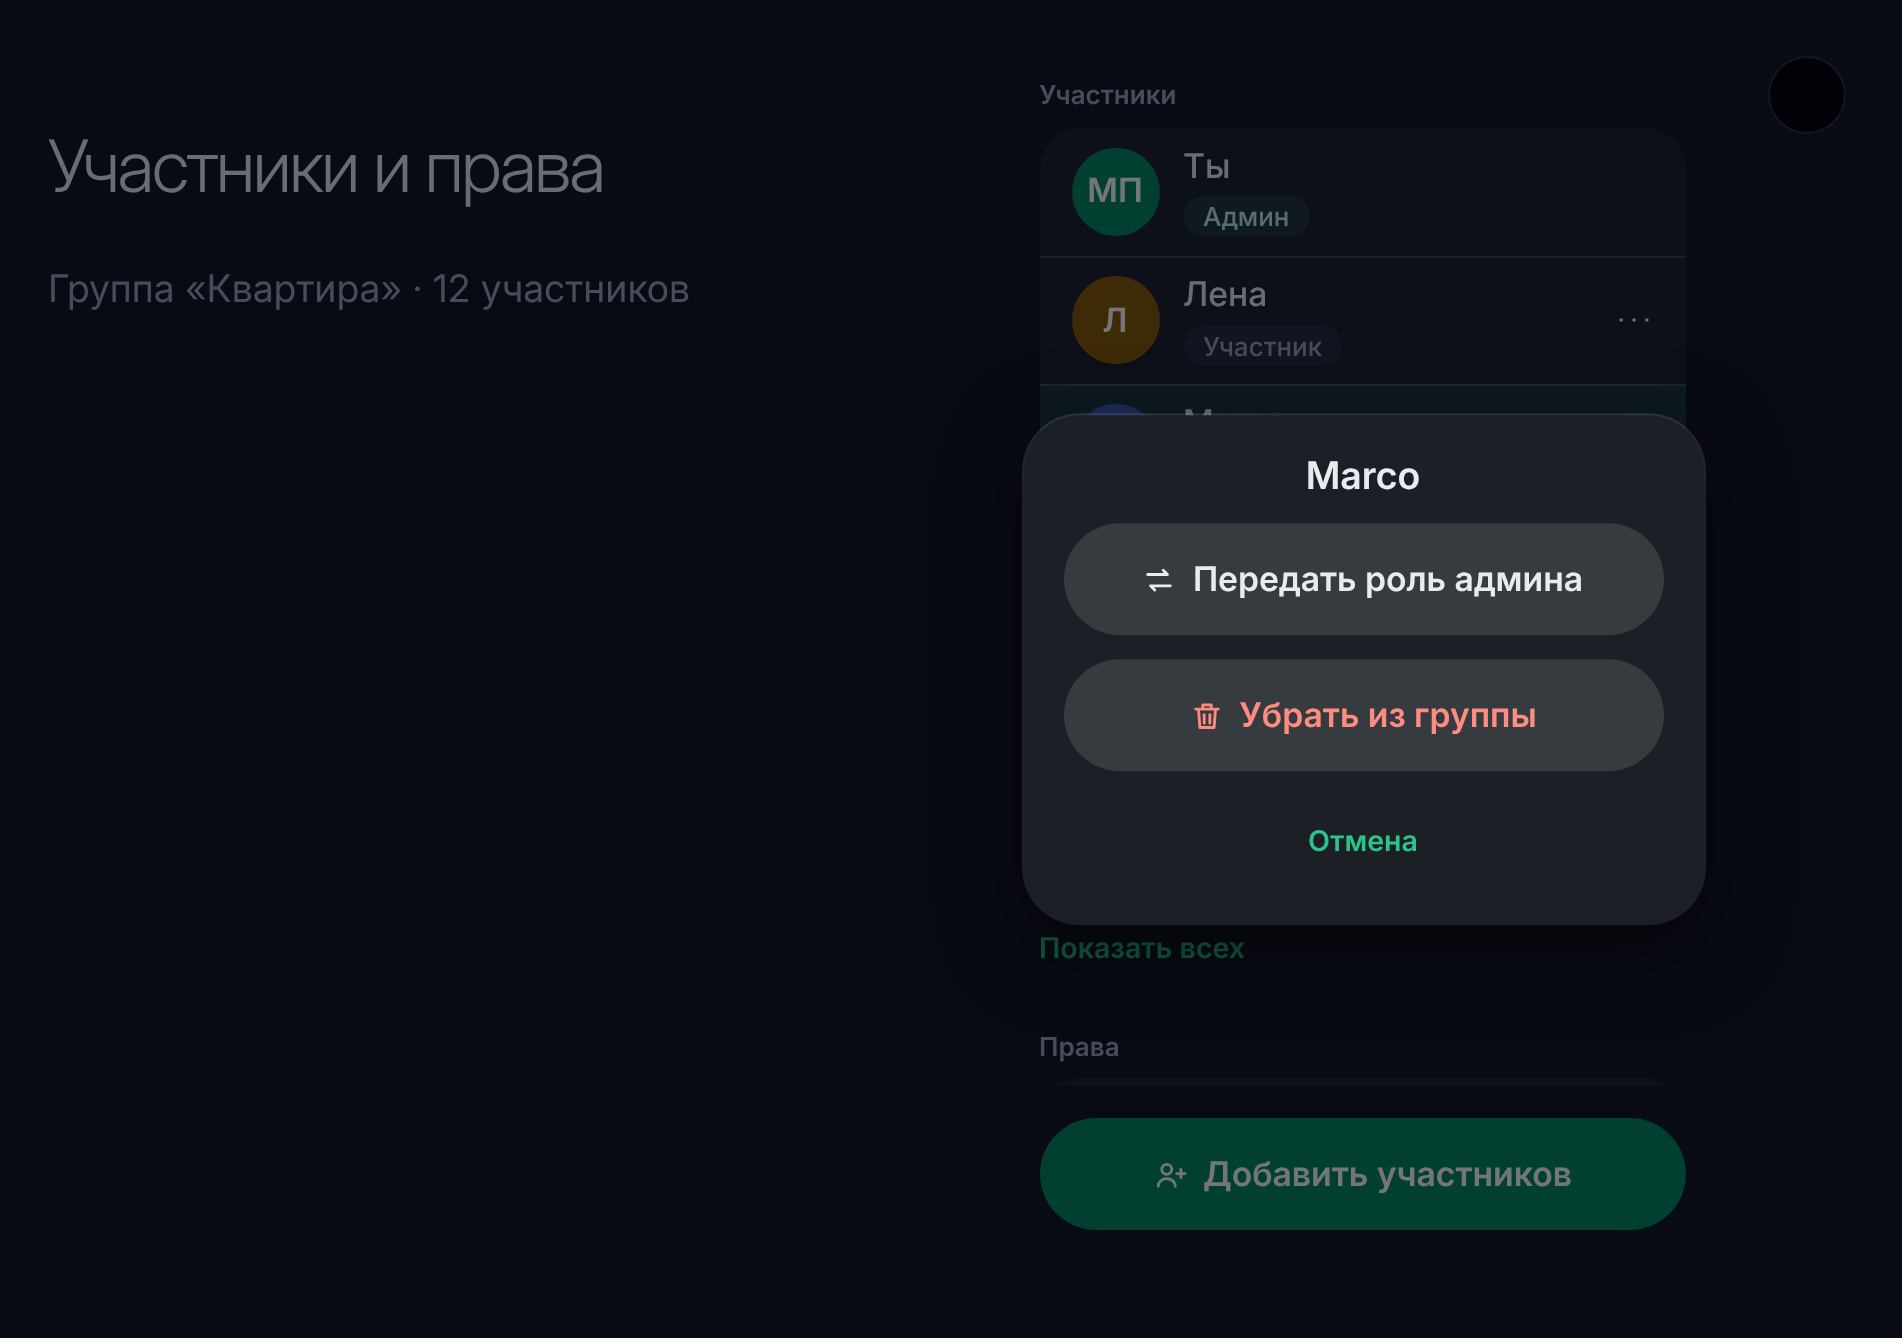 Участники и права
Группа «Квартира» · 12 участников
Участники
МП
Ты
Админ
Л
Лена
Участник
Marco
Передать роль админа
Убрать из группы
Отмена
Показать всех
Права
Добавить участников